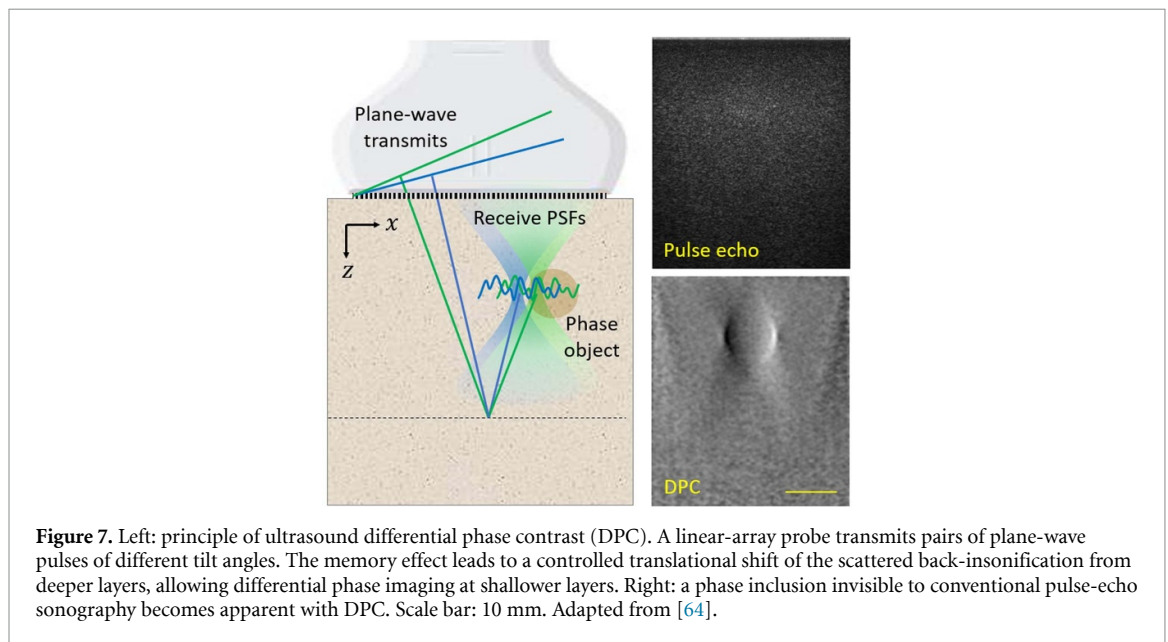 Plane-wave
transmits
Receive PSFs
x
z
Phase
object
Pulse echo
DPC
Figure 7. Left: principle of ultrasound differential phase contrast (DPC). A linear-array probe transmits pairs of plane-wave
pulses of different tilt angles. The memory effect leads to a controlled translational shift of the scattered back-insonification from
deeper layers, allowing differential phase imaging at shallower layers. Right: a phase inclusion invisible to conventional pulse-echo
sonography becomes apparent with DPC. Scale bar: 10 mm. Adapted from [64].